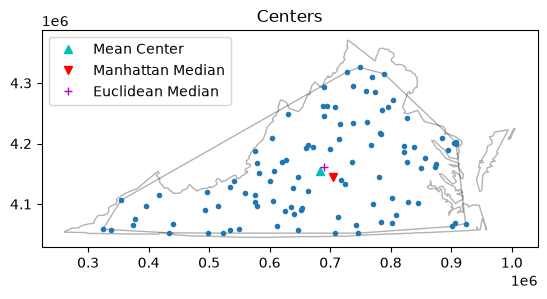 Centers
1e6
Mean Center
Manhattan Median
Euclidean Median
4.3
4.2
4.1
0.3 0.4 0.5 0.6 0.7 0.8 0.9 1.0
1e6